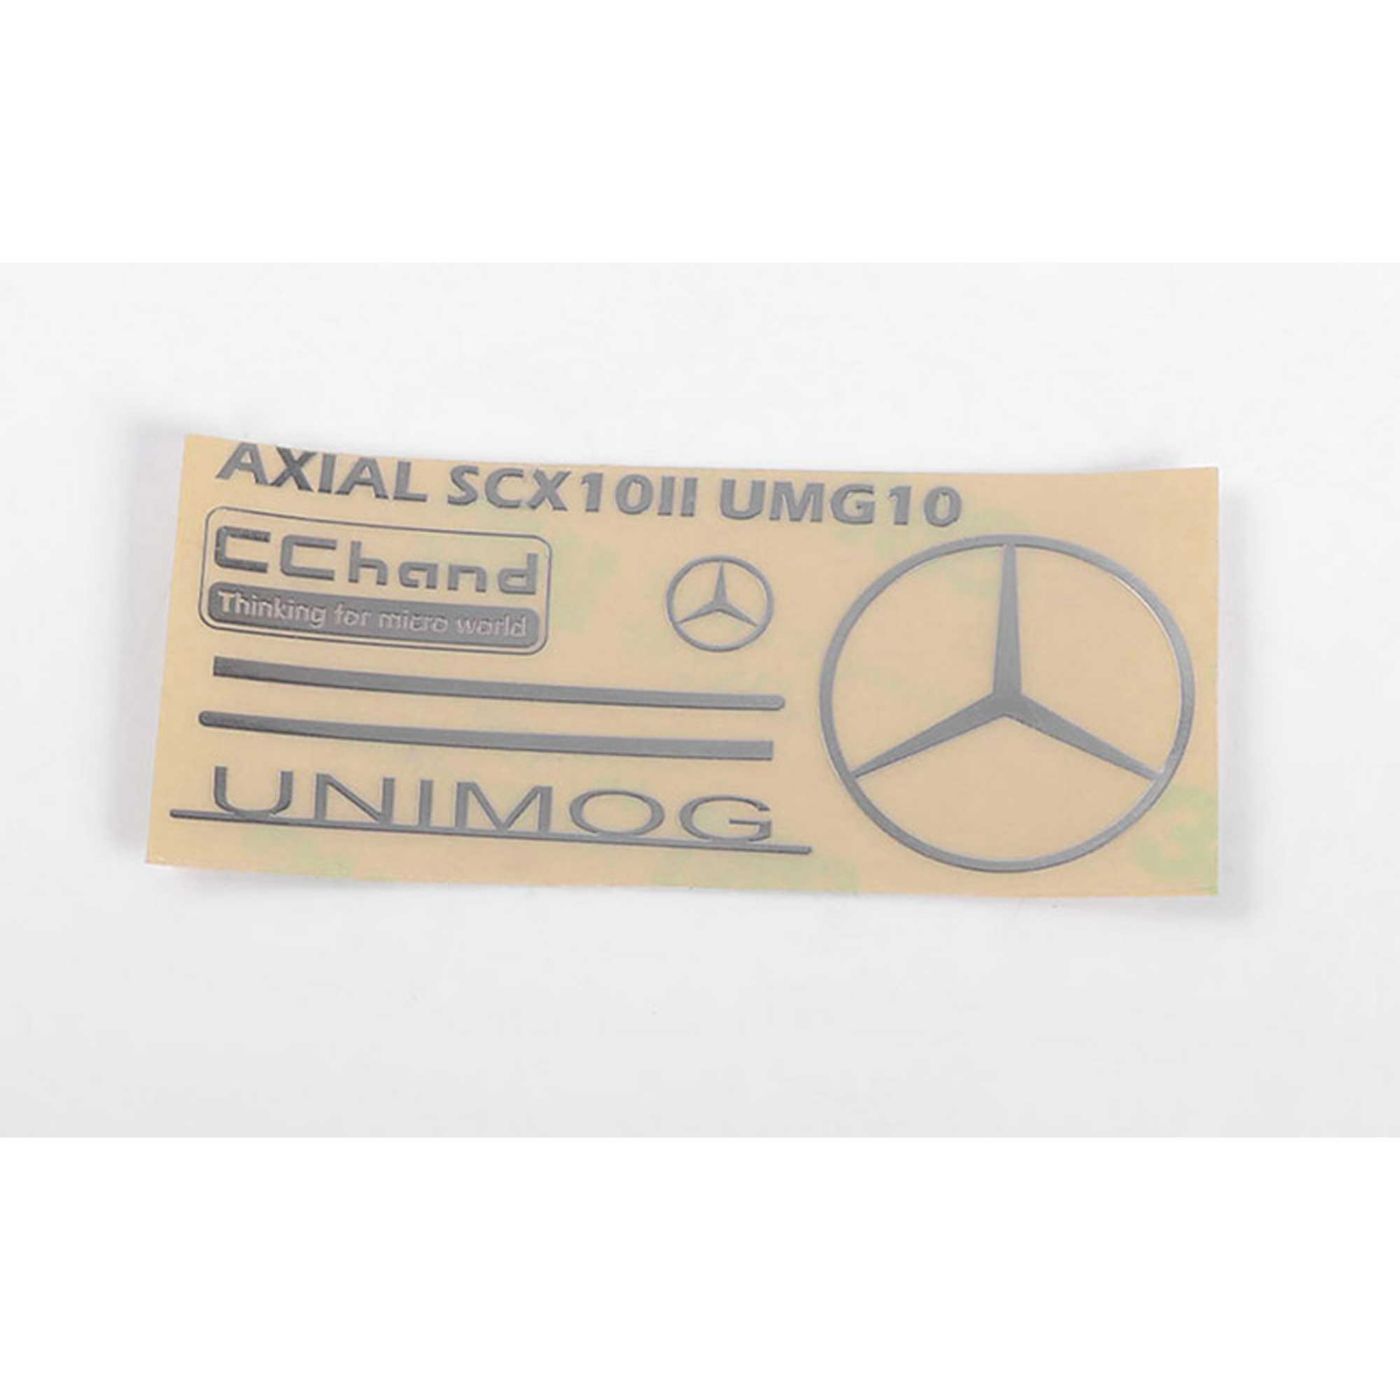 AXIAL SCX10II UMG10
CChand
Thinking for micro world
UNIMOG